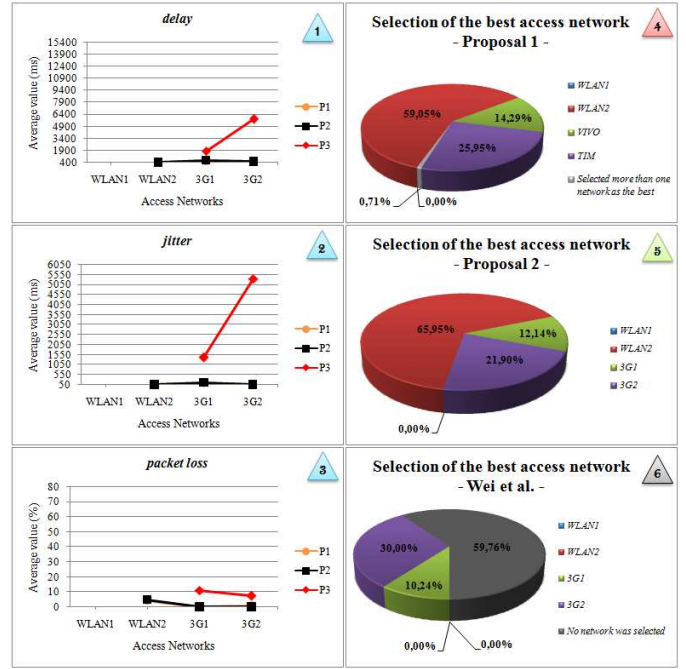 delay
1
Average value (ms)
15400
13900
12400
10900
9400
7900
6400
4900
3400
1900
400
WLAN1 WLAN2 3G1 3G2
Access Networks
P1
P2
P3
Selection of the best access network
- Proposal 1 -
4
59,05%
14,29%
25,95%
0,71%
0,00%
WLAN1
WLAN2
VIVO
TIM
Selected more than one
network as the best
jitter
2
Average value (ms)
6050
5550
5050
4550
4050
3550
3050
2550
2050
1550
1050
550
50
WLAN1 WLAN2 3G1 3G2
Access Networks
P1
P2
P3
Selection of the best access network
- Proposal 2 -
5
65,95%
12,14%
21,90%
0,00%
WLAN1
WLAN2
3G1
3G2
packet loss
3
Average value (%)
80
70
60
50
40
30
20
10
0
WLAN1 WLAN2 3G1 3G2
Access Networks
P1
P2
P3
Selection of the best access network
- Wei et al. -
6
30,00%
59,76%
10,24%
0,00%
0,00%
WLAN1
WLAN2
3G1
3G2
No network was selected